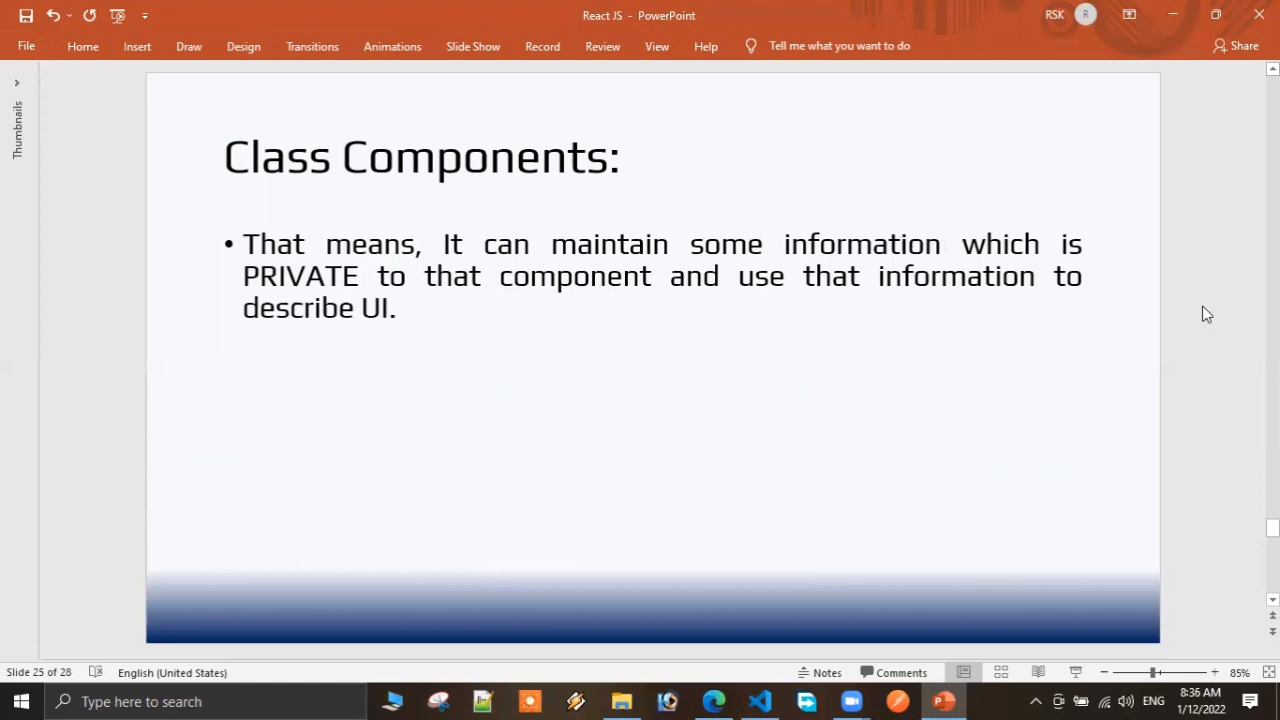 React JS - PowerPoint
RSK
R
File
Home
Insert
Draw
Design
Transitions
Animations
Slide Show
Record
Review
View
Help
Tell me what you want to do
Share
Thumbnails
Class Components:
• That means, It can maintain some information which is
PRIVATE to that component and use that information to
describe UI.
Slide 25 of 28
English (United States)
Notes
Comments
85%
Type here to search
ENG
8:36 AM
1/12/2022